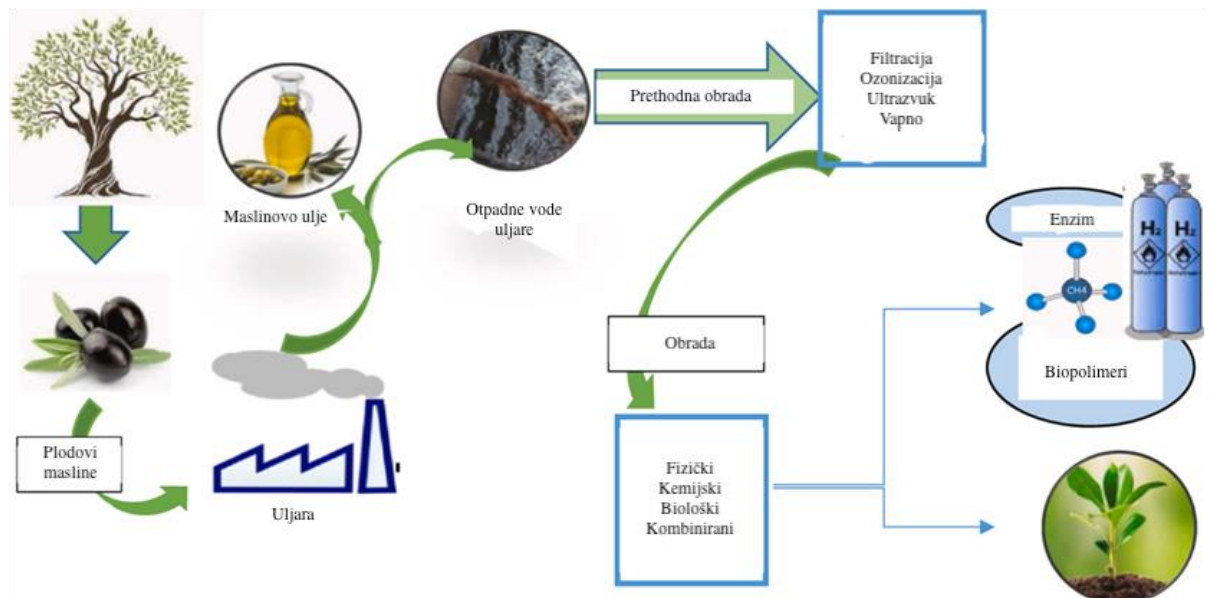 Maslinovo ulje
Otpadne vode
uljare
Prethodna obrada
Filtracija
Ozonizacija
Ultrazvuk
Vapno
Plodovi
masline
Uljara
Obrada
Fizički
Kemijski
Biološki
Kombinirani
Enzim
H₂
H₂
CH4
Biopolimeri